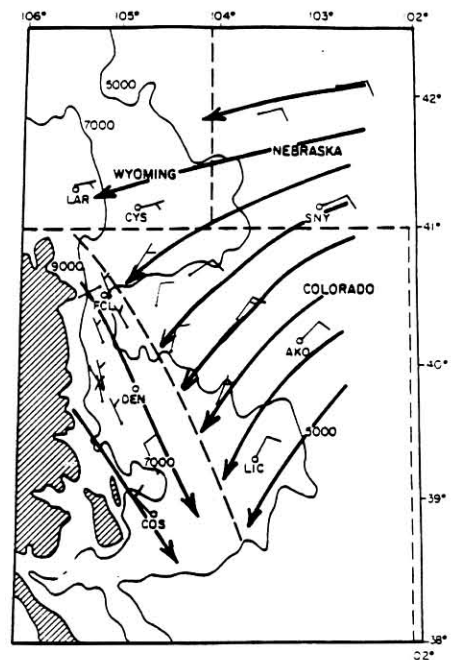 106° 105° 104° 103° 02°
42°
5000
7000
NEBRASKA
WYOMING
LAR
CYS
SNY
41°
9000
FCL
COLORADO
AKO
40°
DEN
5000
7000
LIC
39°
COS
38°
02°